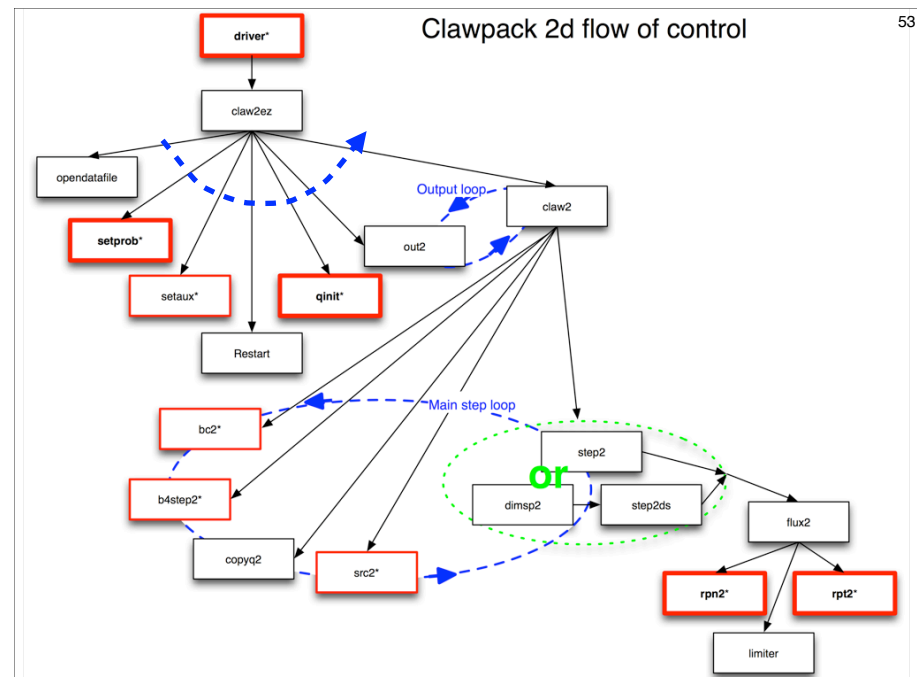 Clawpack 2d flow of control
53
driver*
claw2ez
opendatafile
Output loop
claw2
setprob*
out2
setaux*
qinit*
Restart
Main step loop
bc2*
step2
or
b4step2*
dimsp2
step2ds
flux2
copyq2
src2*
rpn2*
rpt2*
limiter